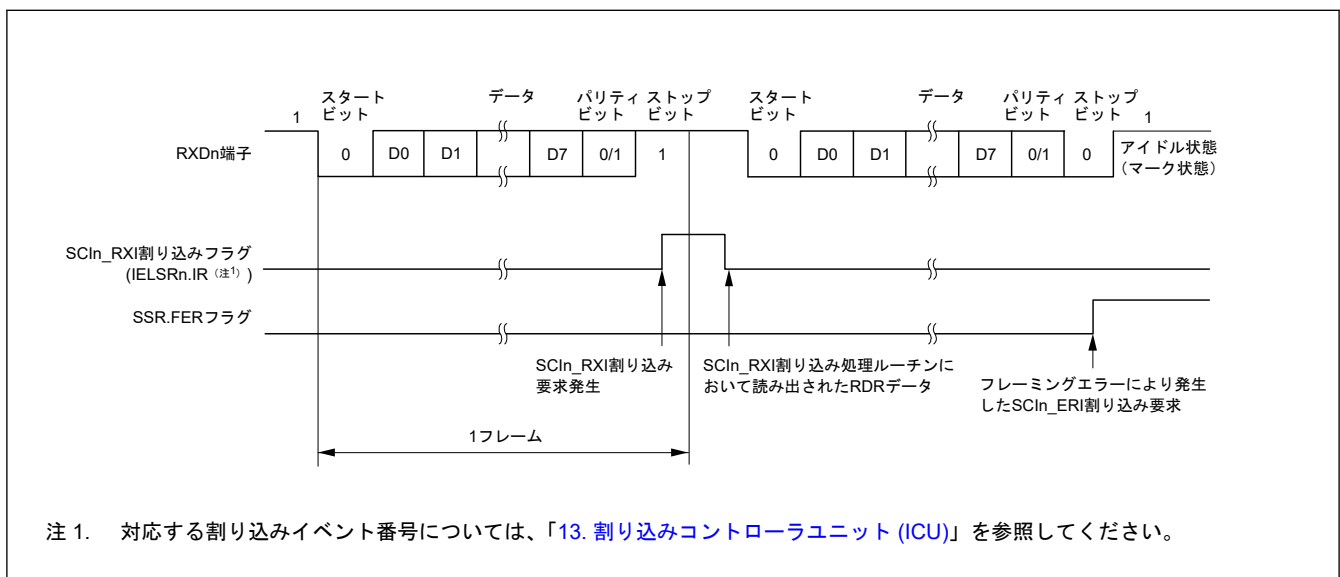 スタート データ パリティ ストップ スタート データ パリティ ストップ
1 ビット ビット ビット ビット ビット ビット 1
RXDn端子 0 D0 D1 D7 0/1 1 0 D0 D1 D7 0/1 0 アイドル状態
(マーク状態)
SCIn_RXI割り込みフラグ
(IELSRn.IR (注1) )
SSR.FERフラグ
SCIn_RXI割り込み
要求発生
SCIn_RXI割り込み処理ルーチンに
おいて読み出されたRDRデータ
フレーミングエラーにより発生
したSCIn_ERI割り込み要求
1フレーム
注 1. 対応する割り込みイベント番号については、「13. 割り込みコントローラユニット (ICU)」を参照してください。